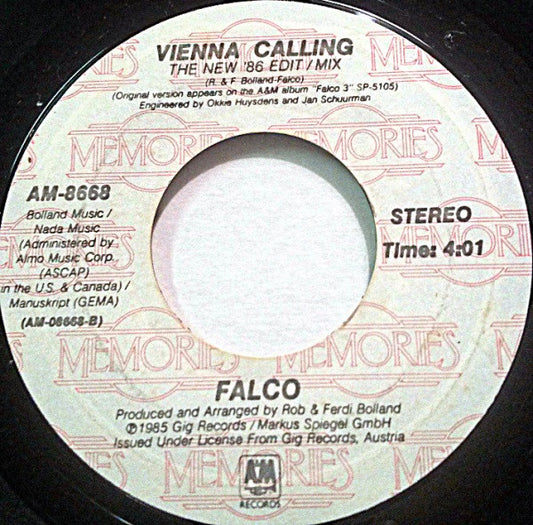 VIENNA CALLING
THE NEW '86 EDIT/MIX
(R. & F. Bolland-Falco)
(Original version appears on the A&M album "Falco 3" SP-5105)
Engineered by Okkie Huysdens and Jan Schuurman
MEMORIES
AM-8668
Bolland Music/
Nada Music
(Administered by
Almo Music Corp.
(ASCAP)
in the U.S. & Canada)/
Manuskript (GEMA)
(AM-08668-B)
STEREO
Time: 4:01
FALCO
Produced and Arranged by Rob & Ferdi Bolland
℗1985 Gig Records/Markus Spiegel GmbH
Issued Under License From Gig Records, Austria
A&M
RECORDS